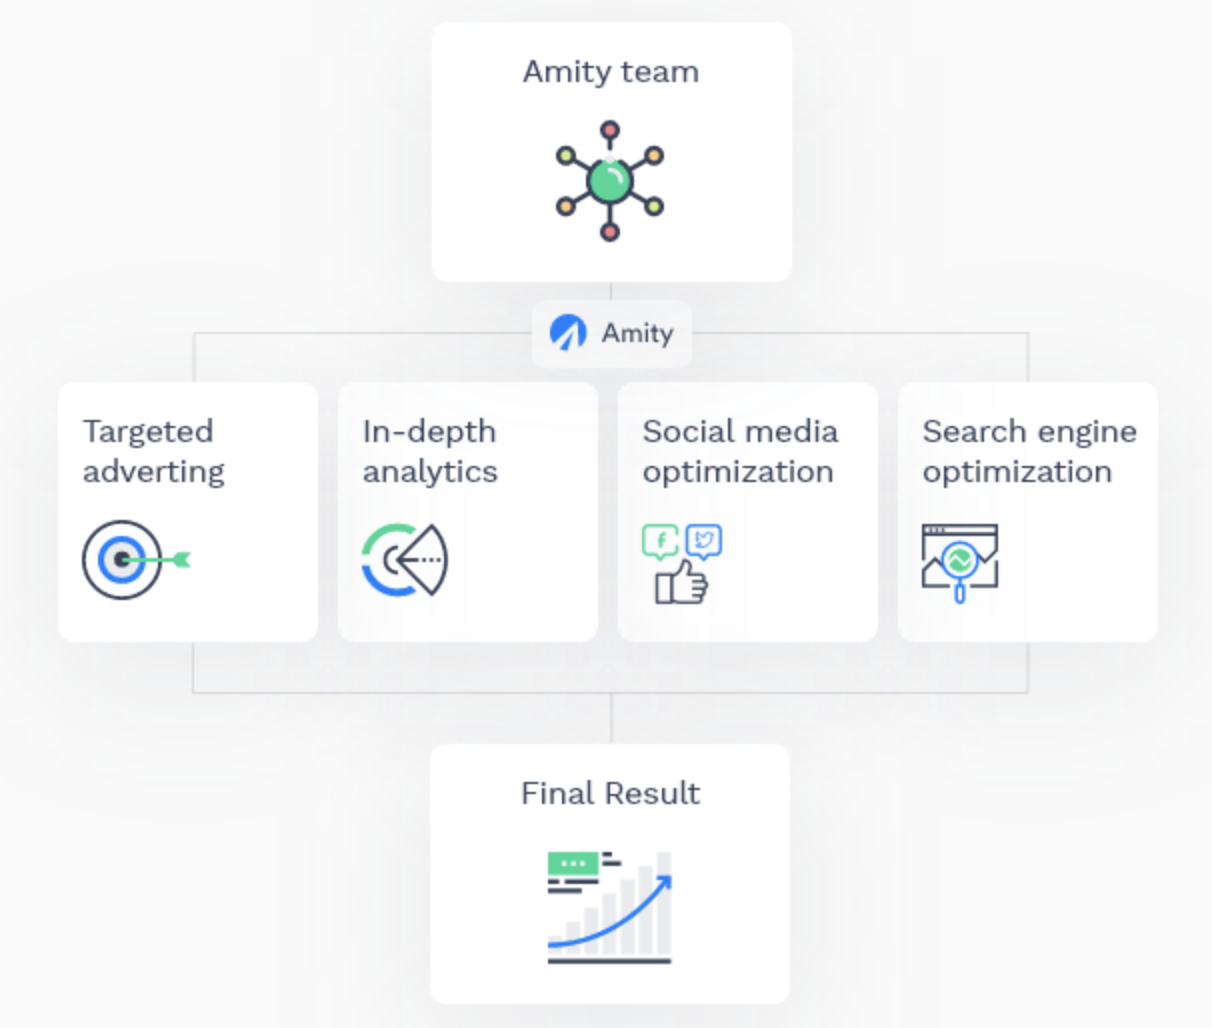 Amity team
Amity
Targeted
adverting
In-depth
analytics
Social media
optimization
Search engine
optimization
Final Result